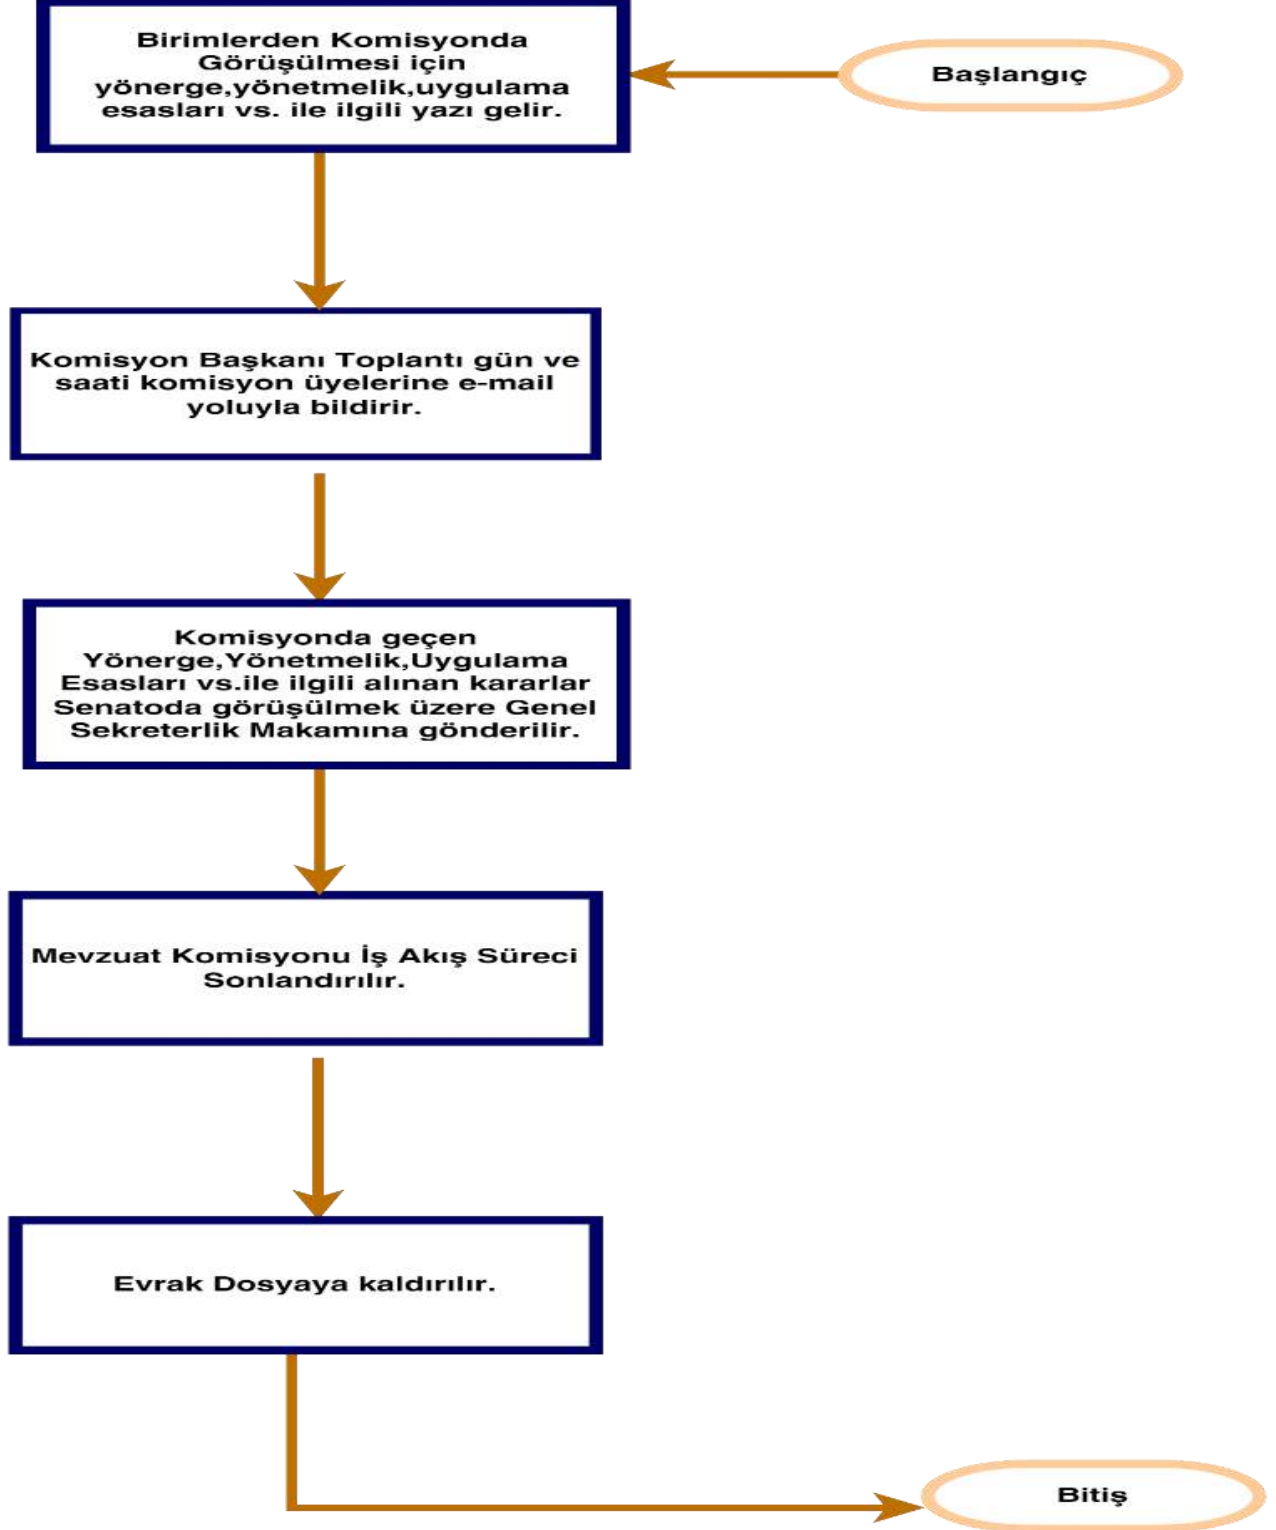 Birimlerden Komisyonda
Görüşülmesi için
yönerge,yönetmelik,uygulama
esasları vs. ile ilgili yazı gelir.
Başlangıç
Komisyon Başkanı Toplantı gün ve
saati komisyon üyelerine e-mail
yoluyla bildirir.
Komisyonda geçen
Yönerge,Yönetmelik,Uygulama
Esasları vs.ile ilgili alınan kararlar
Senatoda görüşülmek üzere Genel
Sekreterlik Makamına gönderilir.
Mevzuat Komisyonu İş Akış Süreci
Sonlandırılır.
Evrak Dosyaya kaldırılır.
Bitiş